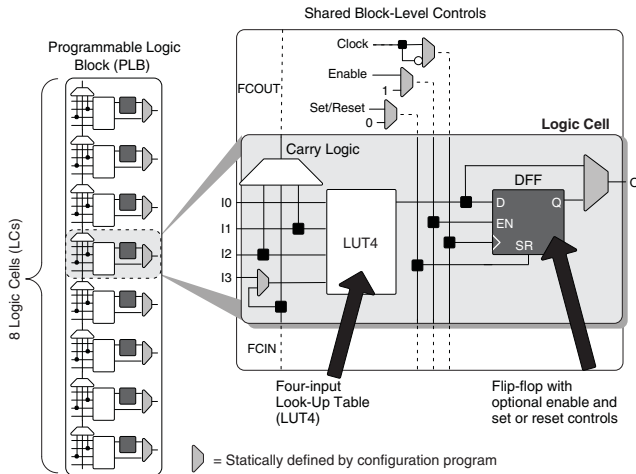 Shared Block-Level Controls
Programmable Logic
Block (PLB)
8 Logic Cells (LCs)
Clock
Enable
1
FCOUT
Set/Reset
0
Logic Cell
Carry Logic
I0
I1
I2
I3
LUT4
DFF
D
Q
EN
SR
O
FCIN
Four-input
Look-Up Table
(LUT4)
Flip-flop with
optional enable and
set or reset controls
= Statically defined by configuration program